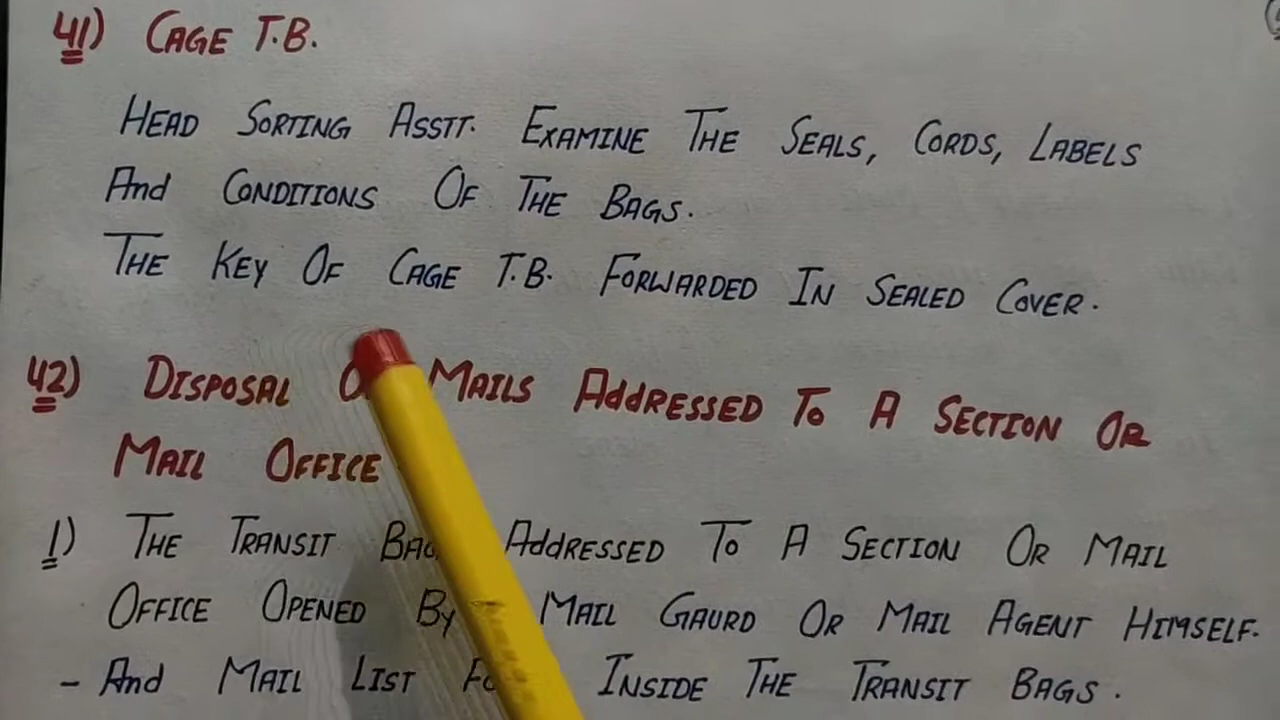 41) CAGE T.B.
HEAD SORTING ASSTT. EXAMINE THE SEALS, CORDS, LABELS
And CONDITIONS OF THE BAGS.
THE KEY OF CAGE T.B. FORWARDED IN SEALED COVER.
42) DISPOSAL MAILS ADDRESSED TO A SECTION OR
MAIL OFFICE
1) THE TRANSIT ADDRESSED TO A SECTION OR MAIL
OFFICE OPENED By MAIL GAURD OR MAIL AGENT HIMSELF.
- And MAIL LIST INSIDE THE TRANSIT BAGS.